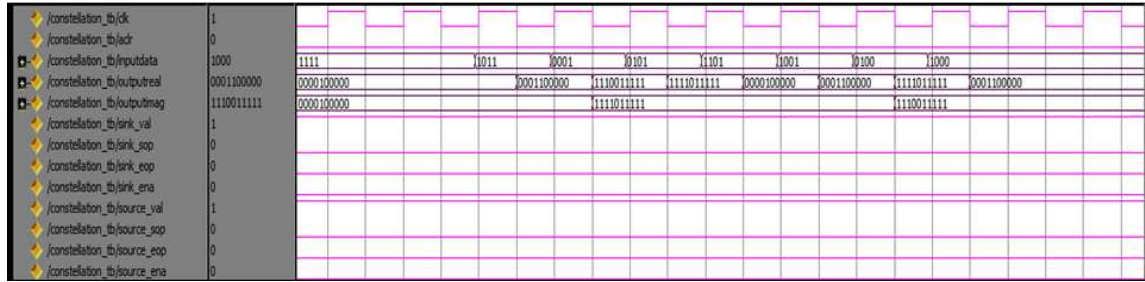 /constellation_tb/clk 1
/constellation_tb/aclr 0
/constellation_tb/inputdata 1000 1111 1011 0001 0101 1101 1001 0100 1000
/constellation_tb/outputreal 0001100000 0000100000 0001100000 1110011111 1111011111 0000100000 0001100000 1111011111 0001100000
/constellation_tb/outputimag 1110011111 0000100000 1111011111 1110011111
/constellation_tb/sink_val 1
/constellation_tb/sink_sop 0
/constellation_tb/sink_eop 0
/constellation_tb/sink_ena 0
/constellation_tb/source_val 1
/constellation_tb/source_sop 0
/constellation_tb/source_eop 0
/constellation_tb/source_ena 0